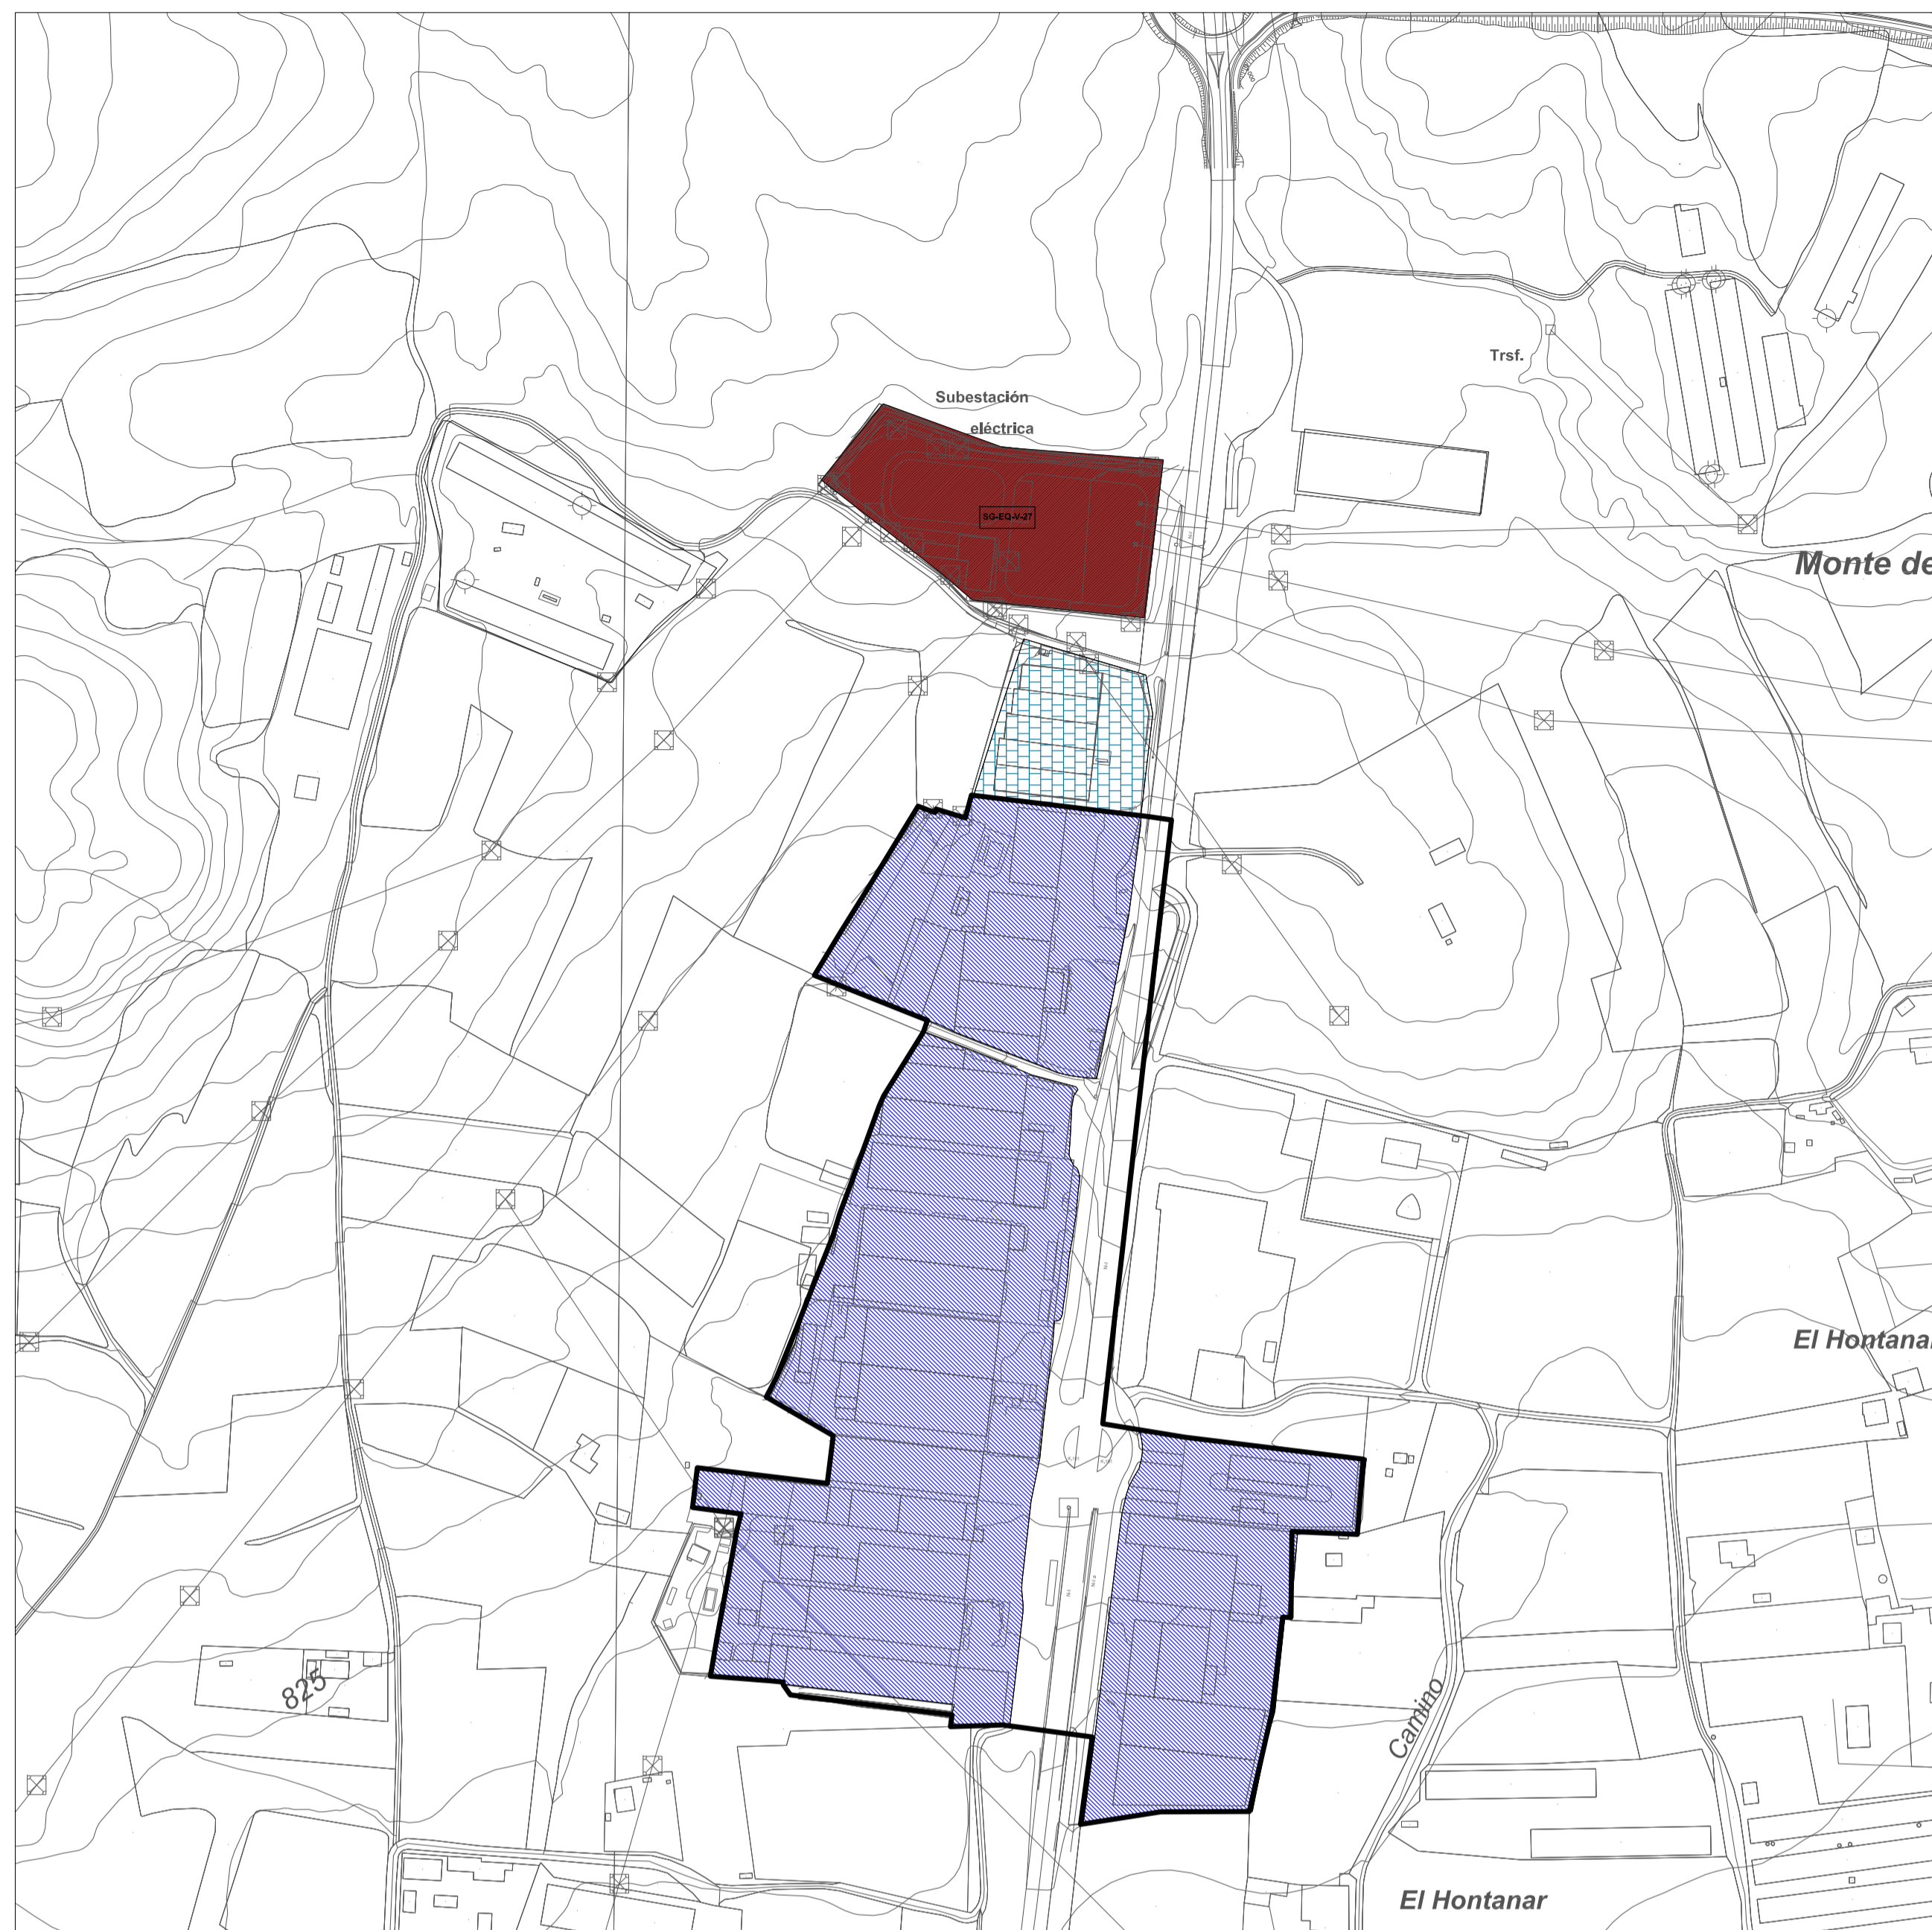 Subestación
eléctrica
Trsf.
SG-EQ-V-27
Monte de
El Hontanar
825
Camino
El Hontanar